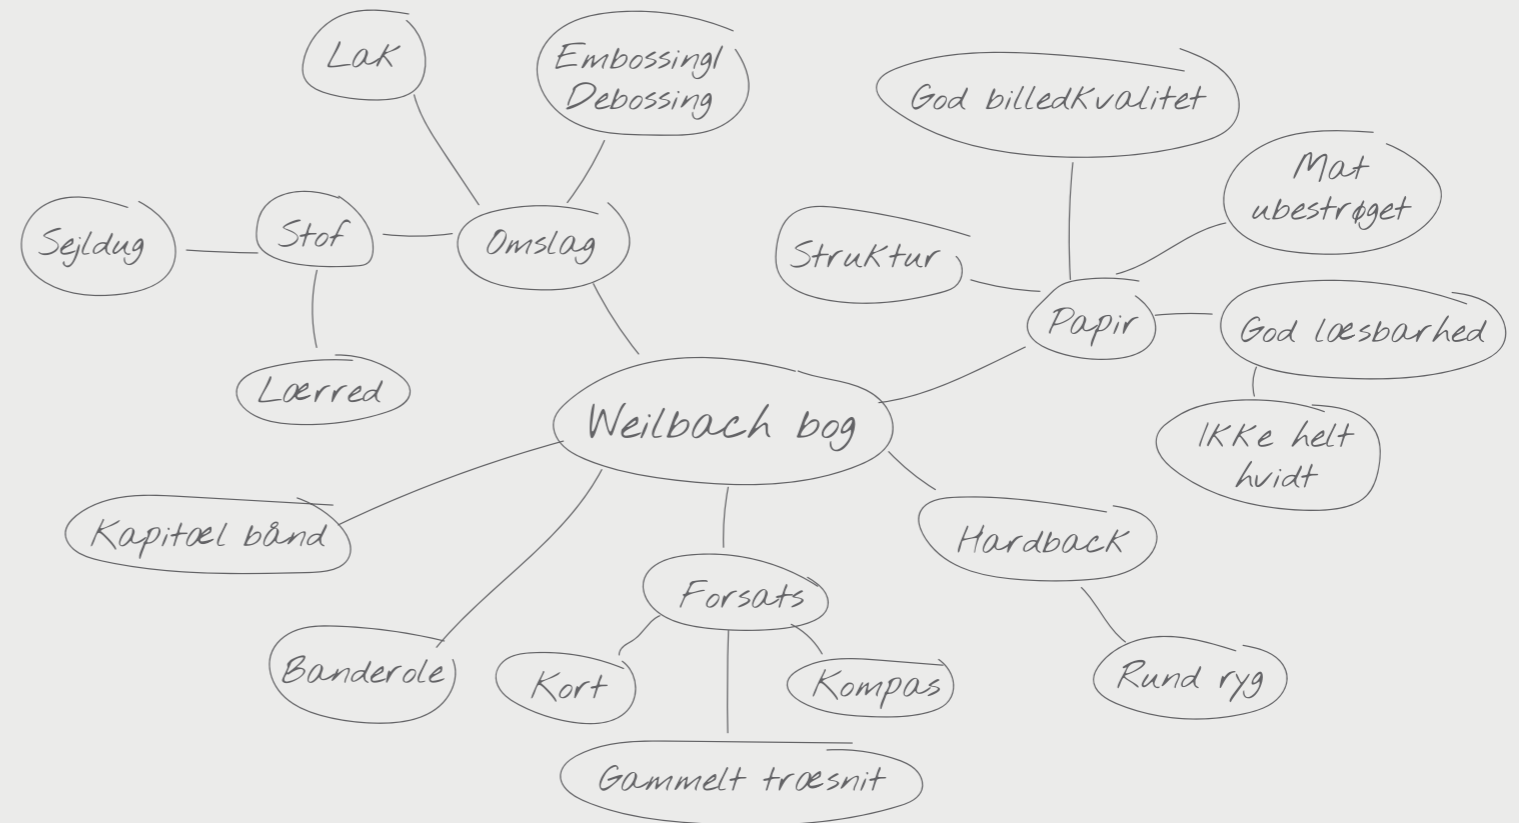 Lak
Embossing/
Debossing
God billedkvalitet
Mat
ubestrøget
Sejldug
Stof
Omslag
Struktur
Papir
God læsbarhed
Lærred
Weilbach bog
Ikke helt
hvidt
Kapitæl bånd
Hardback
Forsats
Banderole
Kort
Kompas
Rund ryg
Gammelt træsnit